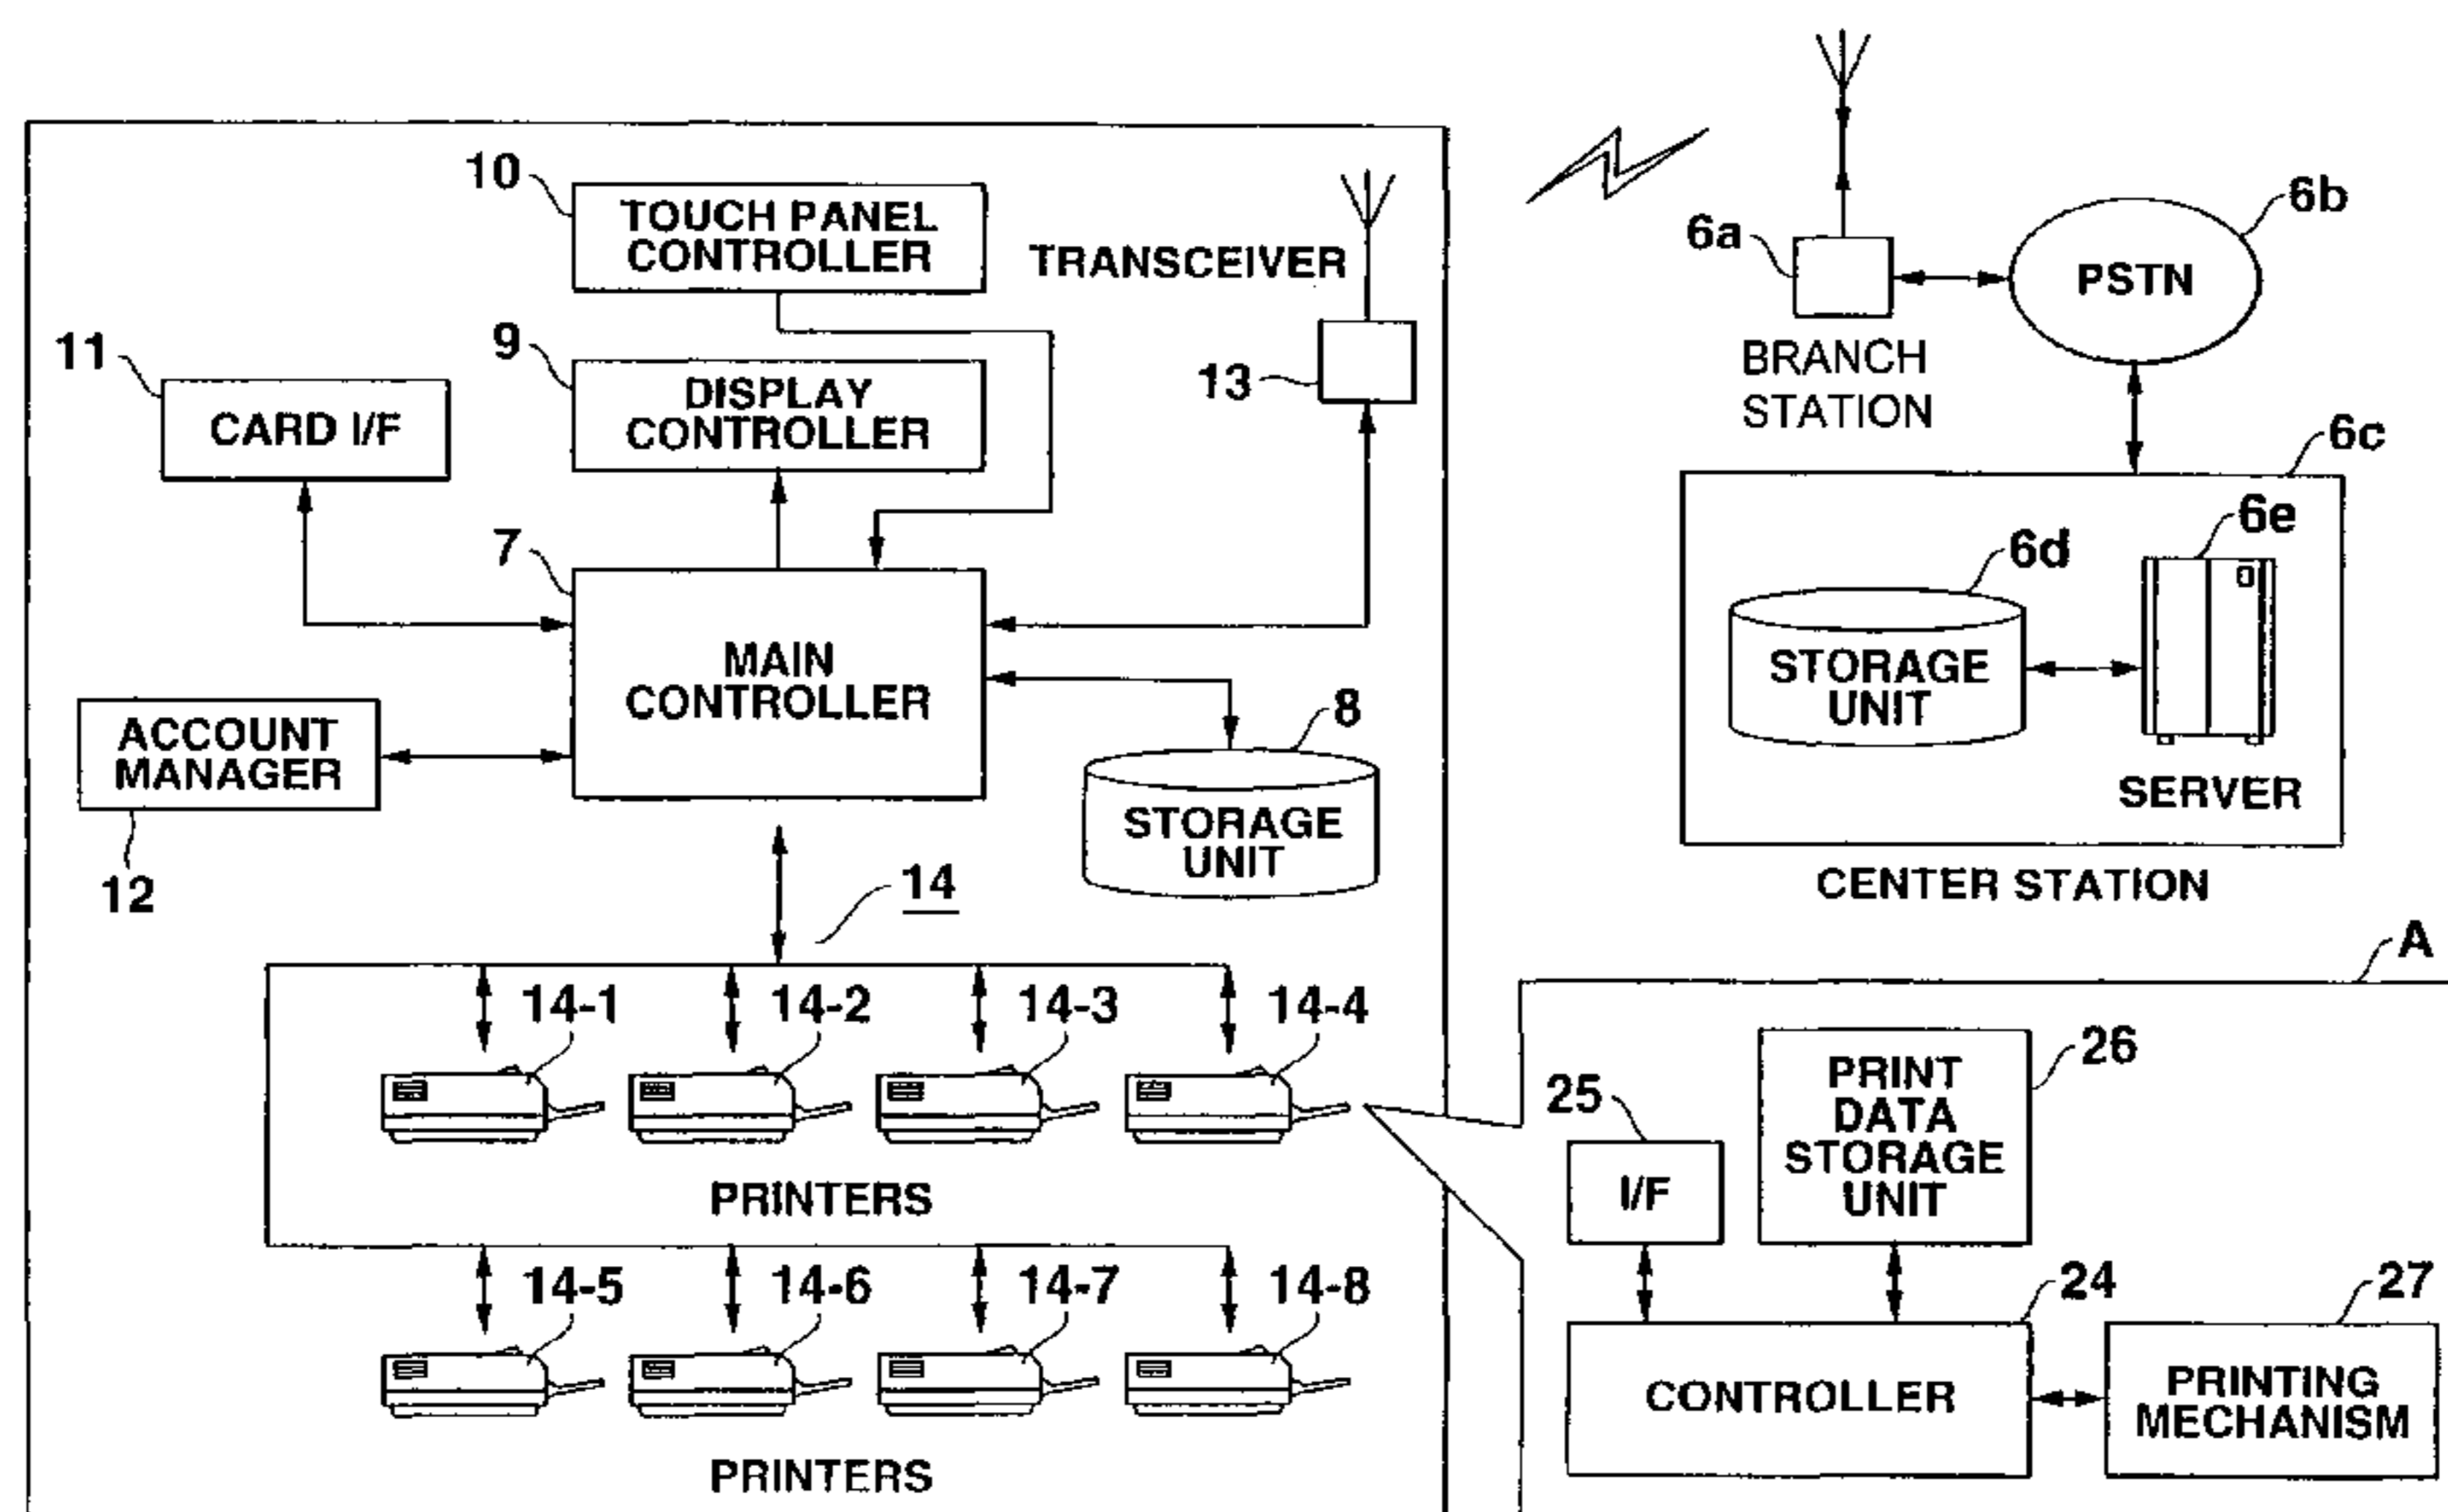 10
TOUCH PANEL
CONTROLLER
TRANSCEIVER
13
9
DISPLAY
CONTROLLER
11
CARD I/F
7
MAIN
CONTROLLER
ACCOUNT
MANAGER
12
8
STORAGE
UNIT
14
14-1
14-2
14-3
14-4
PRINTERS
14-5
14-6
14-7
14-8
PRINTERS
6a
BRANCH
STATION
6b
PSTN
6c
6d
STORAGE
UNIT
6e
SERVER
CENTER STATION
A
25
I/F
26
PRINT
DATA
STORAGE
UNIT
24
CONTROLLER
27
PRINTING
MECHANISM